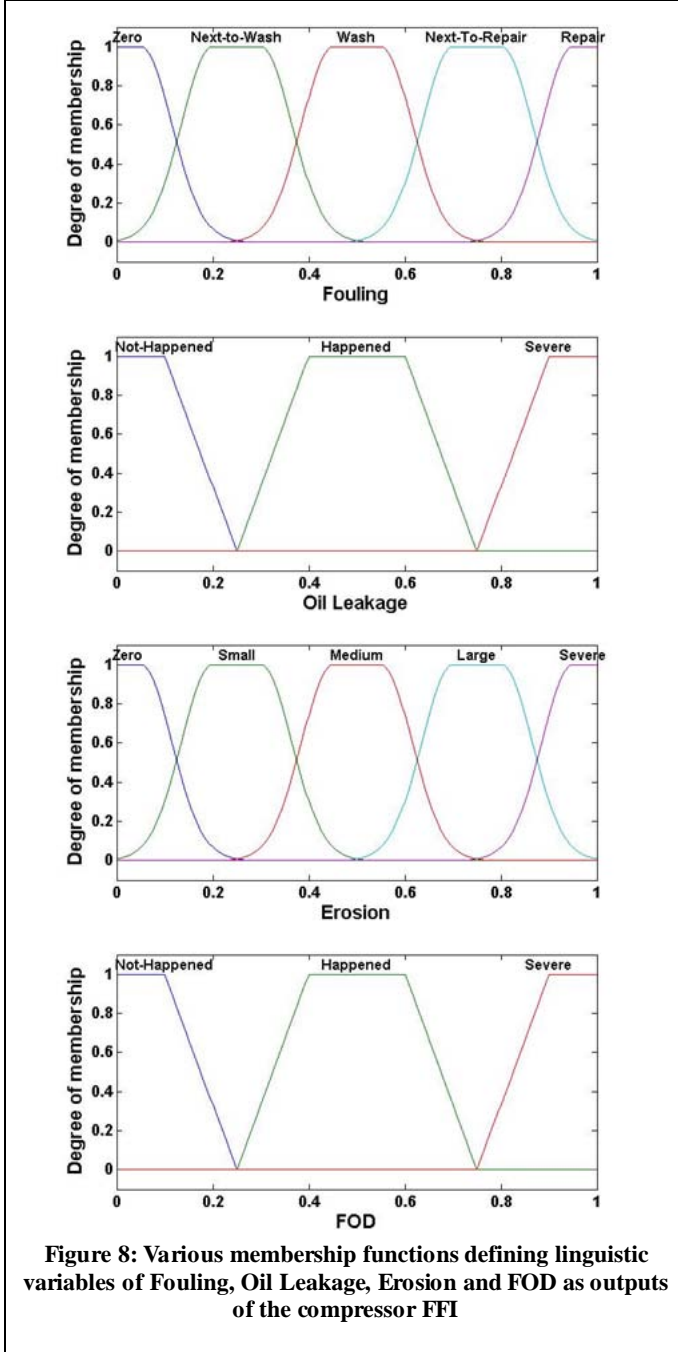 Zero Next-to-Wash Wash Next-To-Repair Repair
1
0.8
0.6
0.4
0.2
0
Degree of membership
0 0.2 0.4 0.6 0.8 1
Fouling
Not-Happened Happened Severe
1
0.8
0.6
0.4
0.2
0
Degree of membership
0 0.2 0.4 0.6 0.8 1
Oil Leakage
Zero Small Medium Large Severe
1
0.8
0.6
0.4
0.2
0
Degree of membership
0 0.2 0.4 0.6 0.8 1
Erosion
Not-Happened Happened Severe
1
0.8
0.6
0.4
0.2
0
Degree of membership
0 0.2 0.4 0.6 0.8 1
FOD
Figure 8: Various membership functions defining linguistic
variables of Fouling, Oil Leakage, Erosion and FOD as outputs
of the compressor FFI